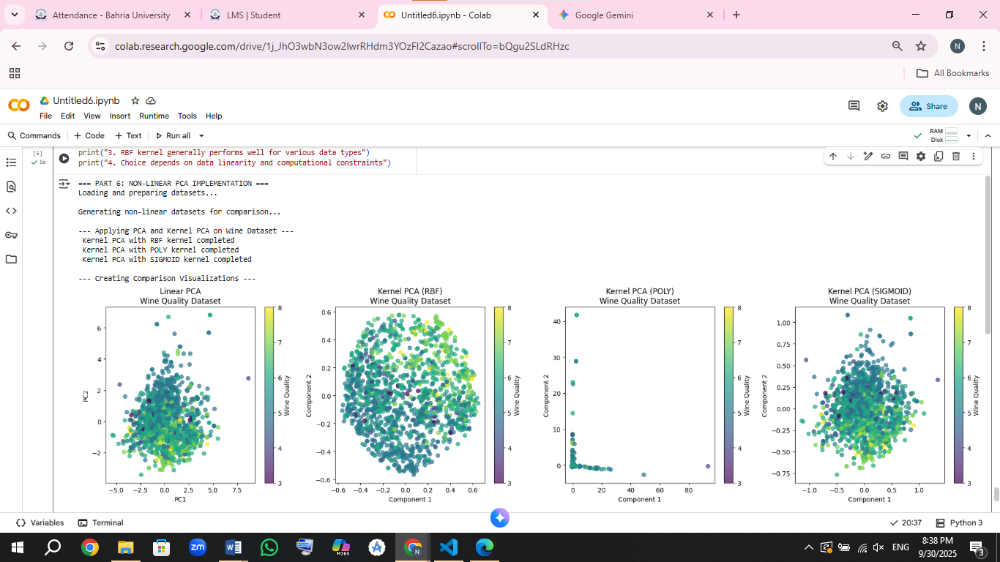 Attendance - Bahria University
LMS | Student
Untitled6.ipynb - Colab
Google Gemini
colab.research.google.com/drive/1j_JhO3wbN3ow2IwrRHdm3YOzFI2Cazao#scrollTo=bQgu2SLdRHzc
N
All Bookmarks
CO
Untitled6.ipynb
File Edit View Insert Runtime Tools Help
Share
N
Commands + Code + Text Run all
RAM
Disk
[5]
5s
print("3. RBF kernel generally performs well for various data types")
print("4. Choice depends on data linearity and computational constraints")
=== PART 6: NON-LINEAR PCA IMPLEMENTATION ===
Loading and preparing datasets...
Generating non-linear datasets for comparison...
--- Applying PCA and Kernel PCA on Wine Dataset ---
Kernel PCA with RBF kernel completed
Kernel PCA with POLY kernel completed
Kernel PCA with SIGMOID kernel completed
--- Creating Comparison Visualizations ---
Linear PCA
Wine Quality Dataset
6
4
2
0
−2
PC2
−5.0 −2.5 0.0 2.5 5.0 7.5
PC1
8
7
6
5
4
3
Wine Quality
Kernel PCA (RBF)
Wine Quality Dataset
0.6
0.4
0.2
0.0
−0.2
−0.4
−0.6
Component 2
−0.6 −0.4 −0.2 0.0 0.2 0.4 0.6
Component 1
8
7
6
5
4
3
Wine Quality
Kernel PCA (POLY)
Wine Quality Dataset
40
30
20
10
0
Component 2
0 20 40 60 80
Component 1
8
7
6
5
4
3
Wine Quality
Kernel PCA (SIGMOID)
Wine Quality Dataset
1.00
0.75
0.50
0.25
0.00
−0.25
−0.50
−0.75
Component 2
−1.0 −0.5 0.0 0.5 1.0
Component 1
8
7
6
5
4
3
Wine Quality
Variables Terminal
20:37 Python 3
zm
W
M365
N
ENG
8:38 PM
9/30/2025
3